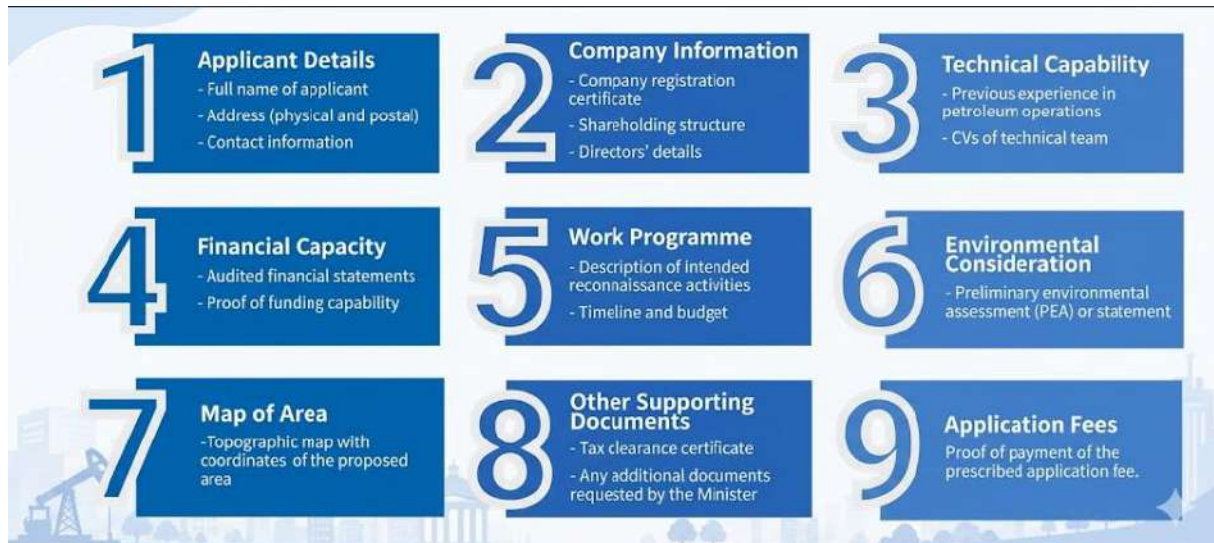 1
Applicant Details
- Full name of applicant
- Address (physical and postal)
- Contact information
2
Company Information
- Company registration
certificate
- Shareholding structure
- Directors' details
3
Technical Capability
- Previous experience in
petroleum operations
- CVs of technical team
4
Financial Capacity
- Audited financial statements
- Proof of funding capability
5
Work Programme
- Description of intended
reconnaissance activities
- Timeline and budget
6
Environmental
Consideration
- Preliminary environmental
assessment (PEA) or statement
7
Map of Area
-Topographic map with
coordinates of the proposed
area
8
Other Supporting
Documents
- Tax clearance certificate
- Any additional documents
requested by the Minister
9
Application Fees
Proof of payment of the
prescribed application fee.